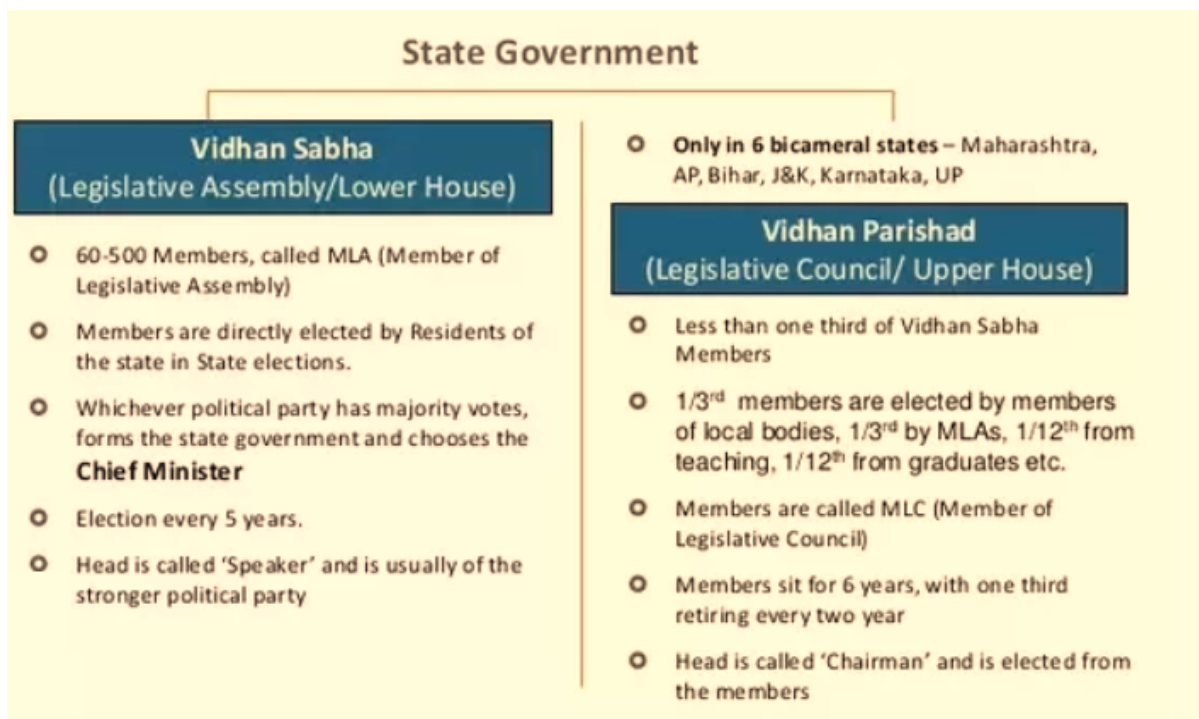 State Government
Vidhan Sabha
(Legislative Assembly/Lower House)
60-500 Members, called MLA (Member of
Legislative Assembly)
Members are directly elected by Residents of
the state in State elections.
Whichever political party has majority votes,
forms the state government and chooses the
Chief Minister
Election every 5 years.
Head is called ‘Speaker’ and is usually of the
stronger political party
Only in 6 bicameral states – Maharashtra,
AP, Bihar, J&K, Karnataka, UP
Vidhan Parishad
(Legislative Council/ Upper House)
Less than one third of Vidhan Sabha
Members
1/3rd members are elected by members
of local bodies, 1/3rd by MLAs, 1/12th from
teaching, 1/12th from graduates etc.
Members are called MLC (Member of
Legislative Council)
Members sit for 6 years, with one third
retiring every two year
Head is called ‘Chairman’ and is elected from
the members